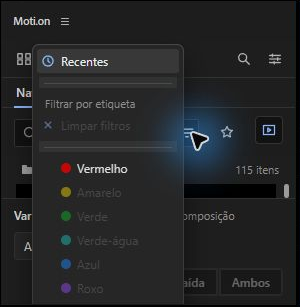 Moti.on
Recentes
Na
Filtrar por etiqueta
Limpar filtros
Vermelho
115 itens
Amarelo
Verde
Var
omposição
Verde-água
A
Azul
aída
Ambos
Roxo